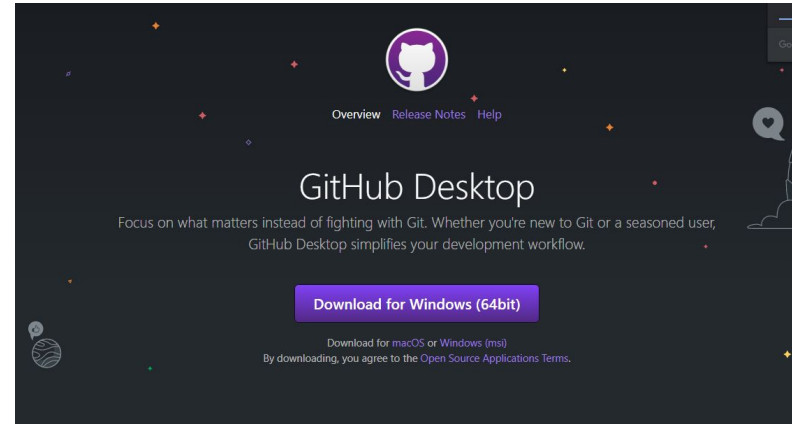 Go
Overview Release Notes Help
GitHub Desktop
Focus on what matters instead of fighting with Git. Whether you're new to Git or a seasoned user,
GitHub Desktop simplifies your development workflow.
Download for Windows (64bit)
Download for macOS or Windows (msi)
By downloading, you agree to the Open Source Applications Terms.